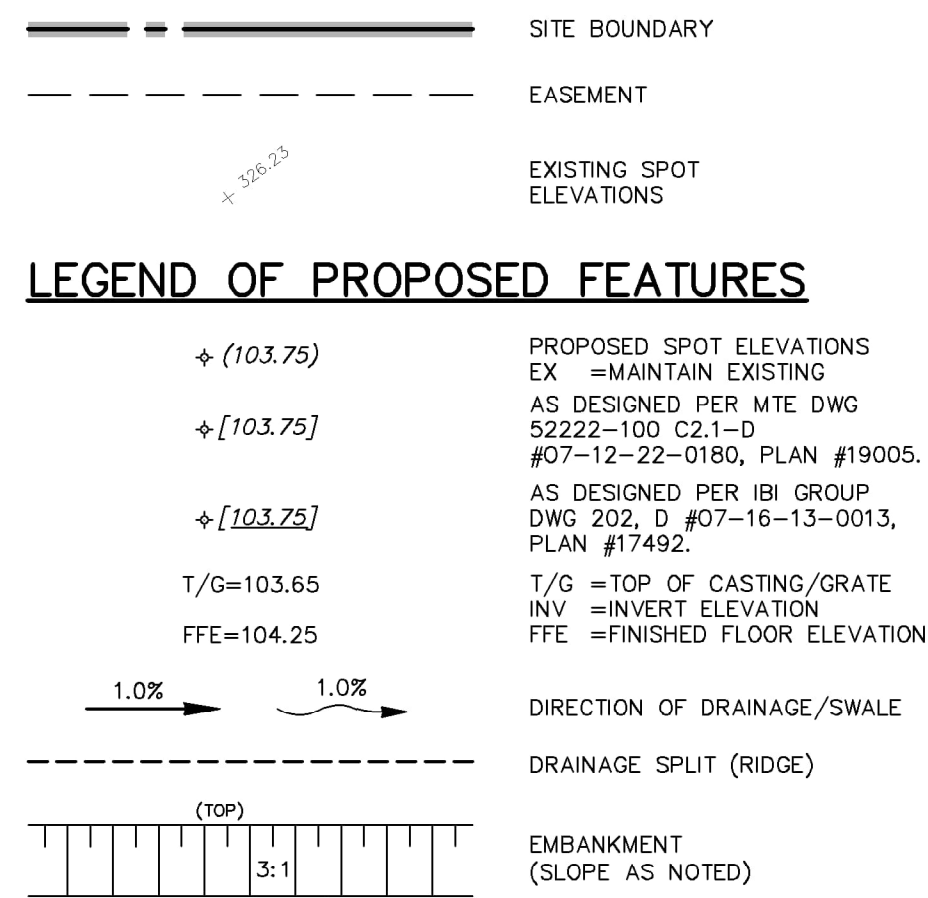 SITE BOUNDARY
EASEMENT
+ 326.23
EXISTING SPOT
ELEVATIONS
LEGEND OF PROPOSED FEATURES
(103.75)
PROPOSED SPOT ELEVATIONS
EX =MAINTAIN EXISTING
[103.75]
AS DESIGNED PER MTE DWG
52222-100 C2.1-D
#07-12-22-0180, PLAN #19005.
[103.75]
AS DESIGNED PER IBI GROUP
DWG 202, D #07-16-13-0013,
PLAN #17492.
T/G=103.65
T/G =TOP OF CASTING/GRATE
INV =INVERT ELEVATION
FFE=104.25
FFE =FINISHED FLOOR ELEVATION
1.0%
1.0%
DIRECTION OF DRAINAGE/SWALE
DRAINAGE SPLIT (RIDGE)
(TOP)
3:1
EMBANKMENT
(SLOPE AS NOTED)